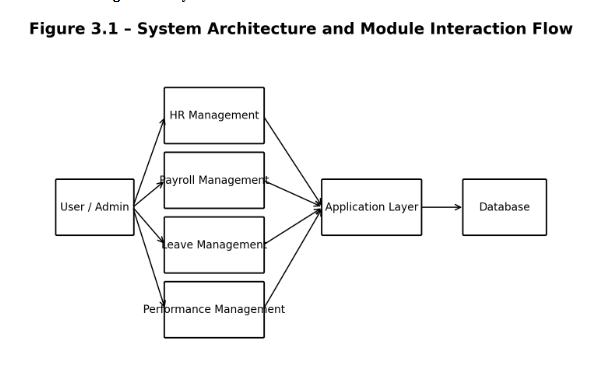 Figure 3.1 – System Architecture and Module Interaction Flow
HR Management
Payroll Management
User / Admin
Application Layer
Database
Leave Management
Performance Management